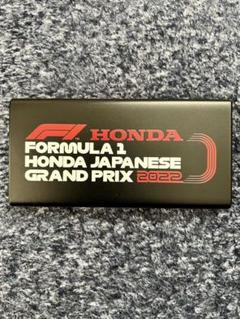 F1 HONDA
FORMULA 1
HONDA JAPANESE
GRAND PRIX 2022